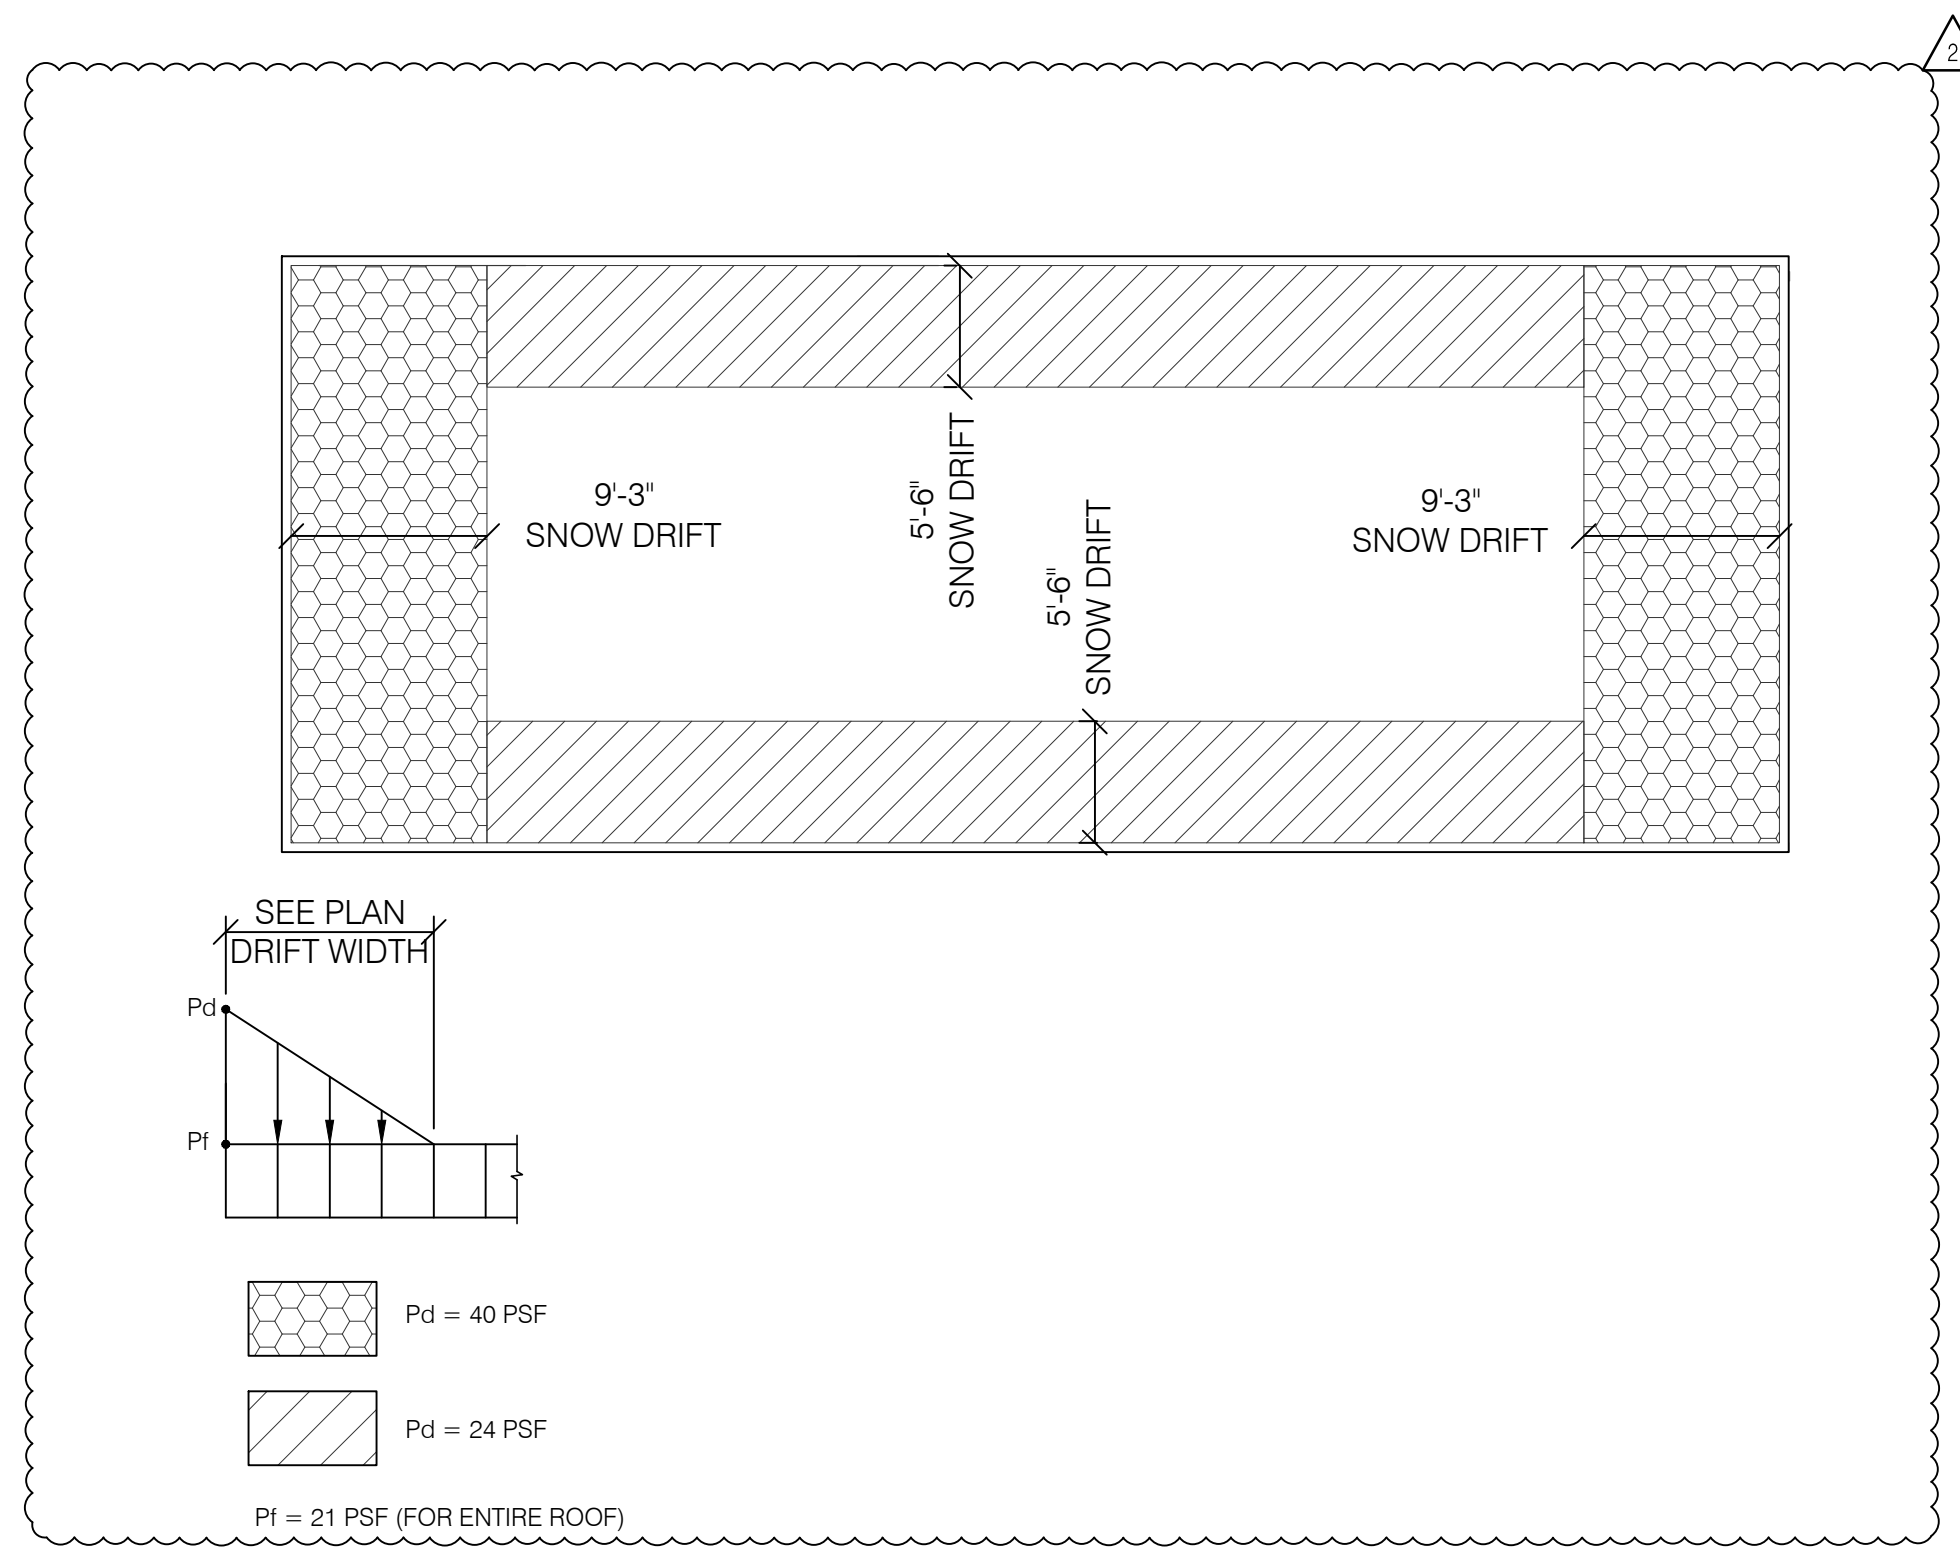 2
9'-3"
SNOW DRIFT
5'-6"
SNOW DRIFT
5'-6"
SNOW DRIFT
9'-3"
SNOW DRIFT
SEE PLAN
DRIFT WIDTH
Pd
Pf
Pd = 40 PSF
Pd = 24 PSF
Pf = 21 PSF (FOR ENTIRE ROOF)